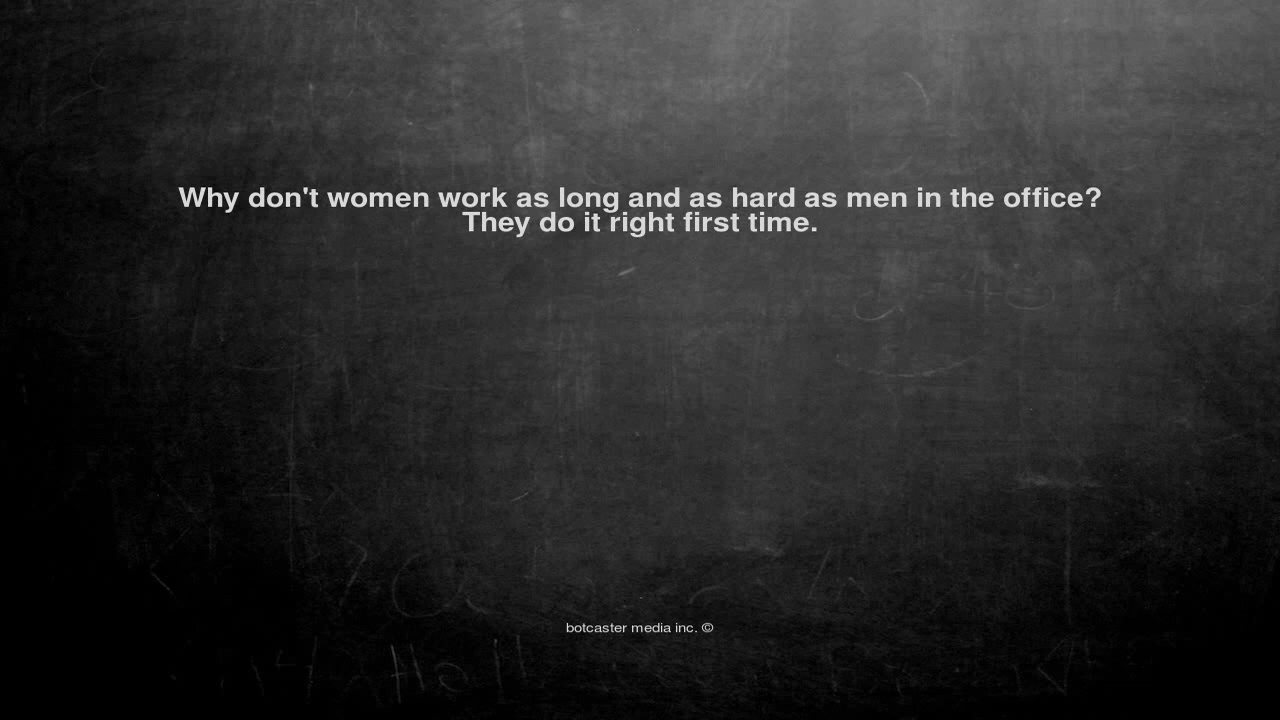 Why don't women work as long and as hard as men in the office?
They do it right first time.
botcaster media inc. ©